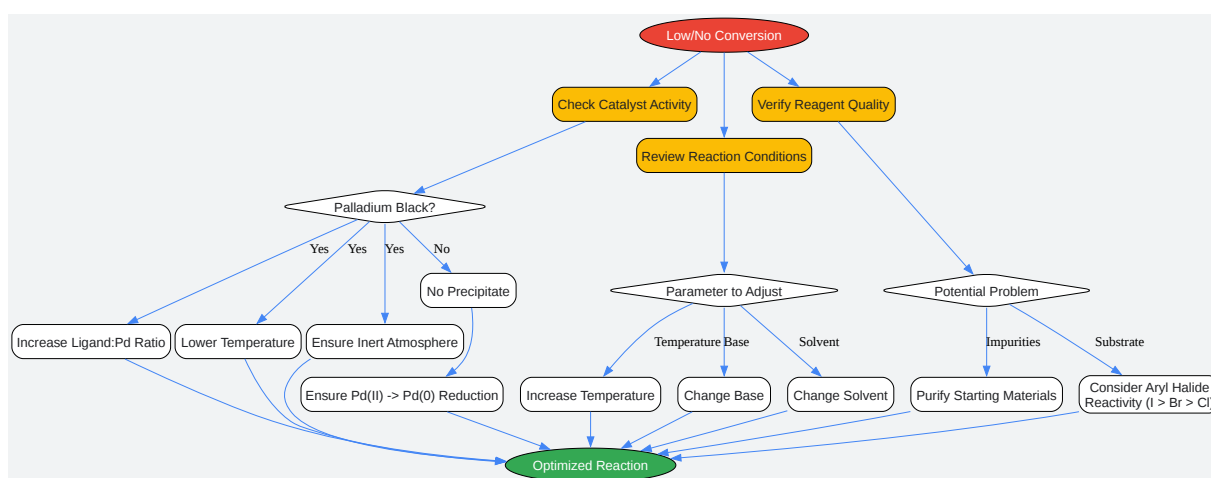 Low/No Conversion
Check Catalyst Activity
Verify Reagent Quality
Review Reaction Conditions
Palladium Black?
Yes
Yes
Yes
No
No Precipitate
Parameter to Adjust
Potential Problem
Increase Ligand:Pd Ratio
Lower Temperature
Ensure Inert Atmosphere
Temperature
Base
Solvent
Impurities
Substrate
Ensure Pd(II) -> Pd(0) Reduction
Increase Temperature
Change Base
Change Solvent
Purify Starting Materials
Consider Aryl Halide
Reactivity (I > Br > Cl)
Optimized Reaction